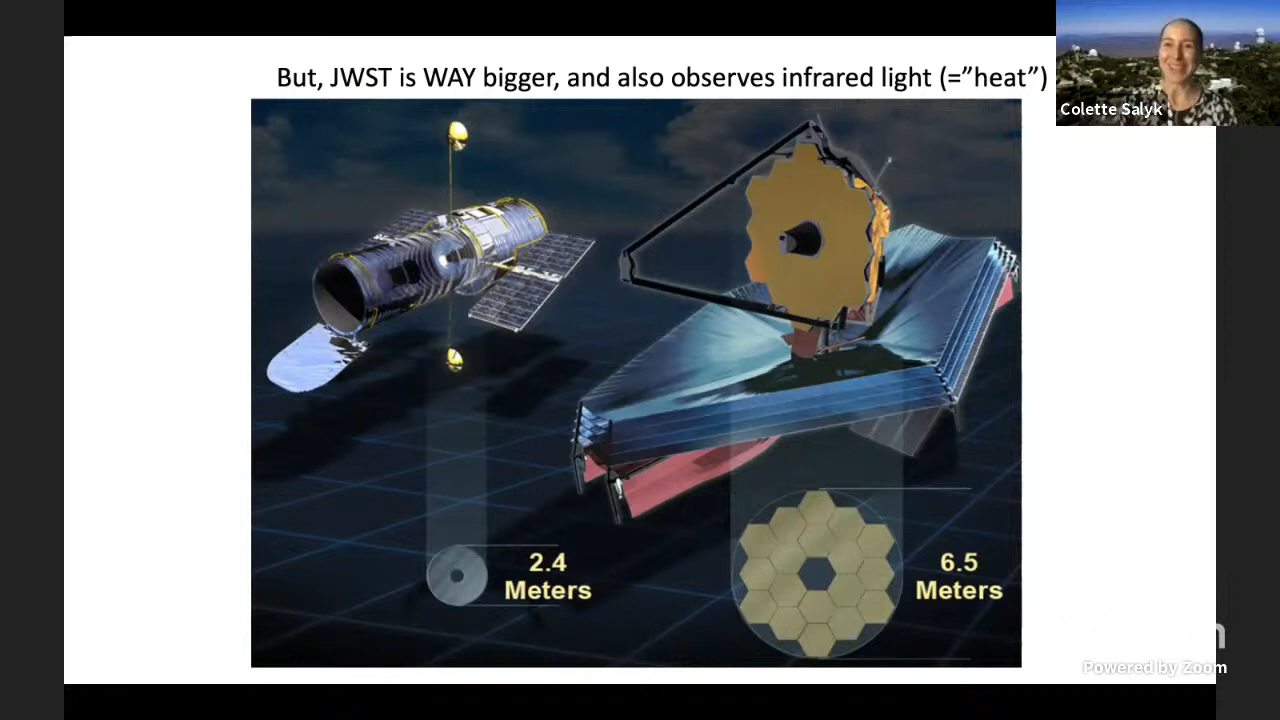 But, JWST is WAY bigger, and also observes infrared light (=”heat”)
Colette Salyk
2.4
Meters
6.5
Meters
Powered by Zoom